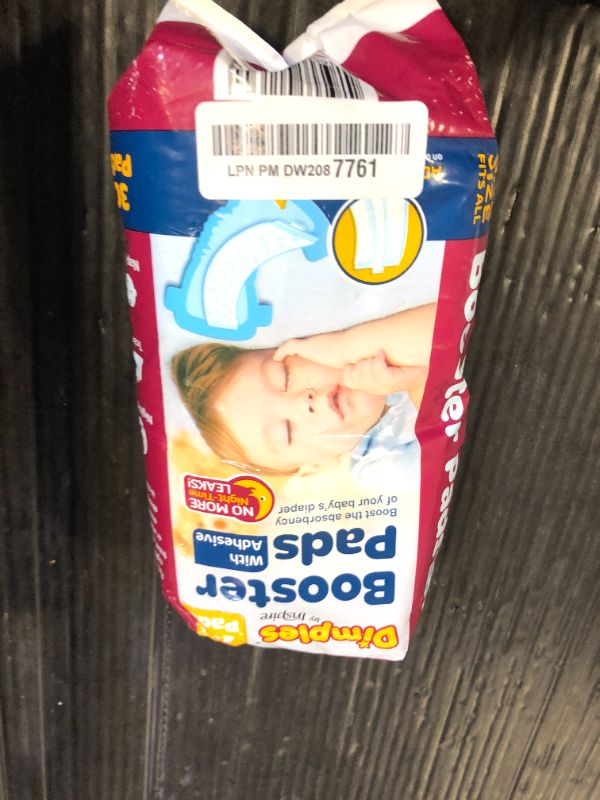 Dimples
by Inspire
Booster
Pads
With
Adhesive
Boost the absorbency
of your baby's diaper
NO MORE
Night-Time
LEAKS!
LPN PM DW208 7761
SIZE
FITS ALL
Booster
30